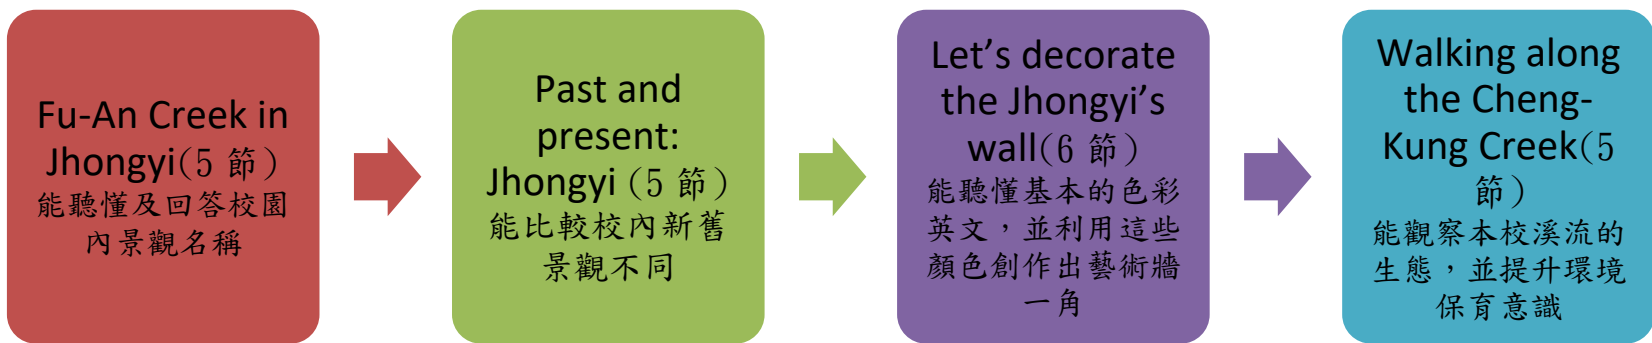 Fu-An Creek in
Jhongyi(5 節)
能聽懂及回答校園
內景觀名稱
Past and
present:
Jhongyi (5 節)
能比較校內新舊
景觀不同
Let’s decorate
the Jhongyi’s
wall(6 節)
能聽懂基本的色彩
英文，並利用這些
顏色創作出藝術牆
一角
Walking along
the Cheng-
Kung Creek(5
節)
能觀察本校溪流的
生態，並提升環境
保育意識